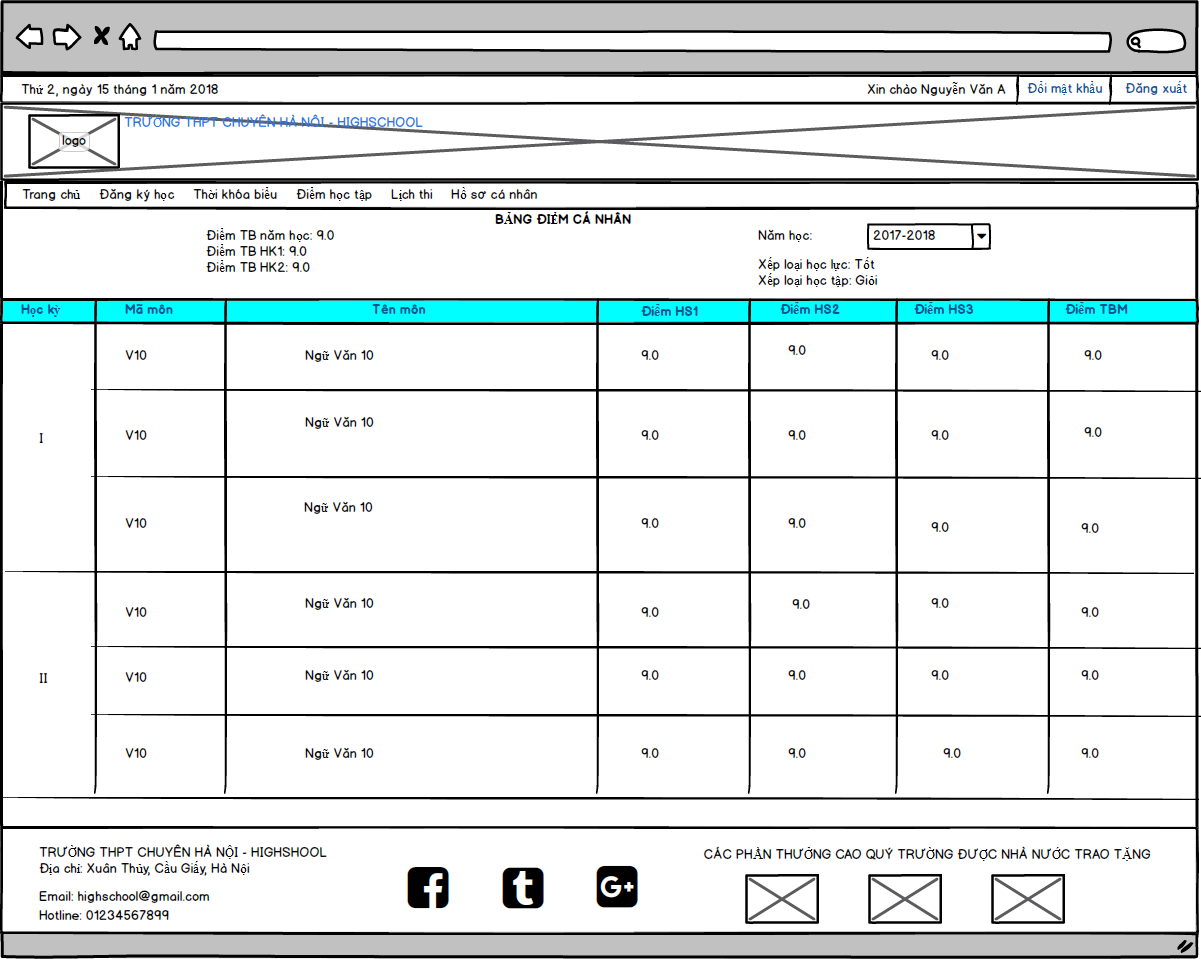 Thứ 2, ngày 15 tháng 1 năm 2018 Xin chào Nguyễn Văn A Đổi mật khẩu Đăng xuất
TRƯỜNG THPT CHUYÊN HÀ NỘI - HIGHSCHOOL
logo
Trang chủ Đăng ký học Thời khóa biểu Điểm học tập Lịch thi Hồ sơ cá nhân
BẢNG ĐIỂM CÁ NHÂN
Điểm TB năm học: 9.0
Điểm TB HK1: 9.0
Điểm TB HK2: 9.0
Năm học: 2017-2018
Xếp loại học lực: Tốt
Xếp loại học tập: Giỏi
Học kỳ Mã môn Tên môn Điểm HS1 Điểm HS2 Điểm HS3 Điểm TBM
V10 Ngữ Văn 10 9.0 9.0 9.0 9.0
I V10 Ngữ Văn 10 9.0 9.0 9.0 9.0
V10 Ngữ Văn 10 9.0 9.0 9.0 9.0
V10 Ngữ Văn 10 9.0 9.0 9.0 9.0
II V10 Ngữ Văn 10 9.0 9.0 9.0 9.0
V10 Ngữ Văn 10 9.0 9.0 9.0 9.0
TRƯỜNG THPT CHUYÊN HÀ NỘI - HIGHSHOOL
Địa chỉ: Xuân Thủy, Cầu Giấy, Hà Nội
Email: highschool@gmail.com
Hotline: 01234567899
f t G+
CÁC PHẦN THƯỞNG CAO QUÝ TRƯỜNG ĐƯỢC NHÀ NƯỚC TRAO TẶNG